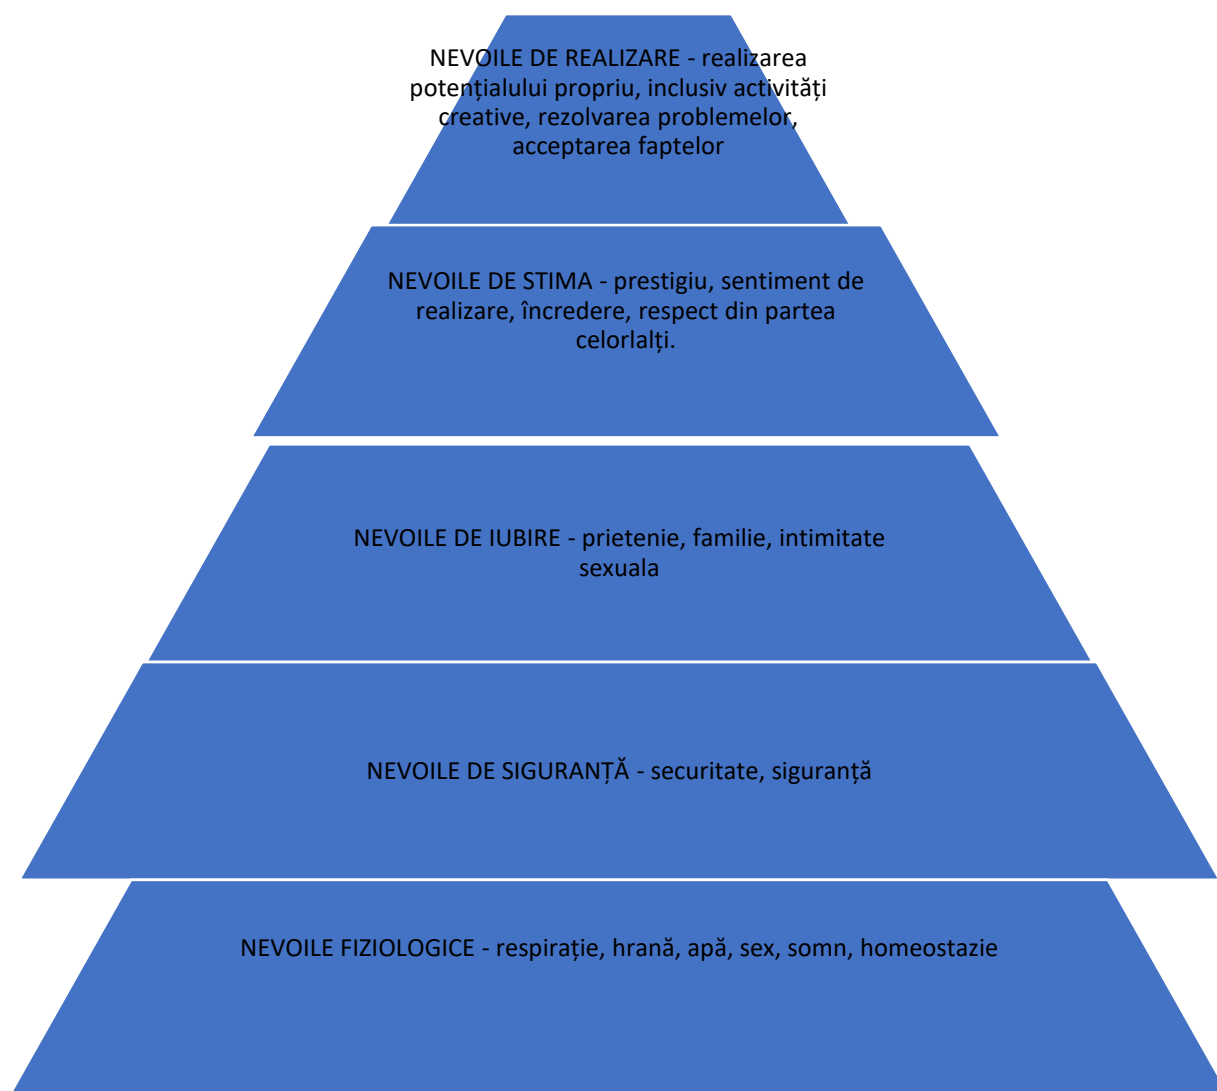 NEVOILE DE REALIZARE - realizarea
potențialului propriu, inclusiv activități
creative, rezolvarea problemelor,
acceptarea faptelor
NEVOILE DE STIMA - prestigiu, sentiment de
realizare, încredere, respect din partea
celorlalți.
NEVOILE DE IUBIRE - prietenie, familie, intimitate
sexuala
NEVOILE DE SIGURANȚĂ - securitate, siguranță
NEVOILE FIZIOLOGICE - respirație, hrană, apă, sex, somn, homeostazie